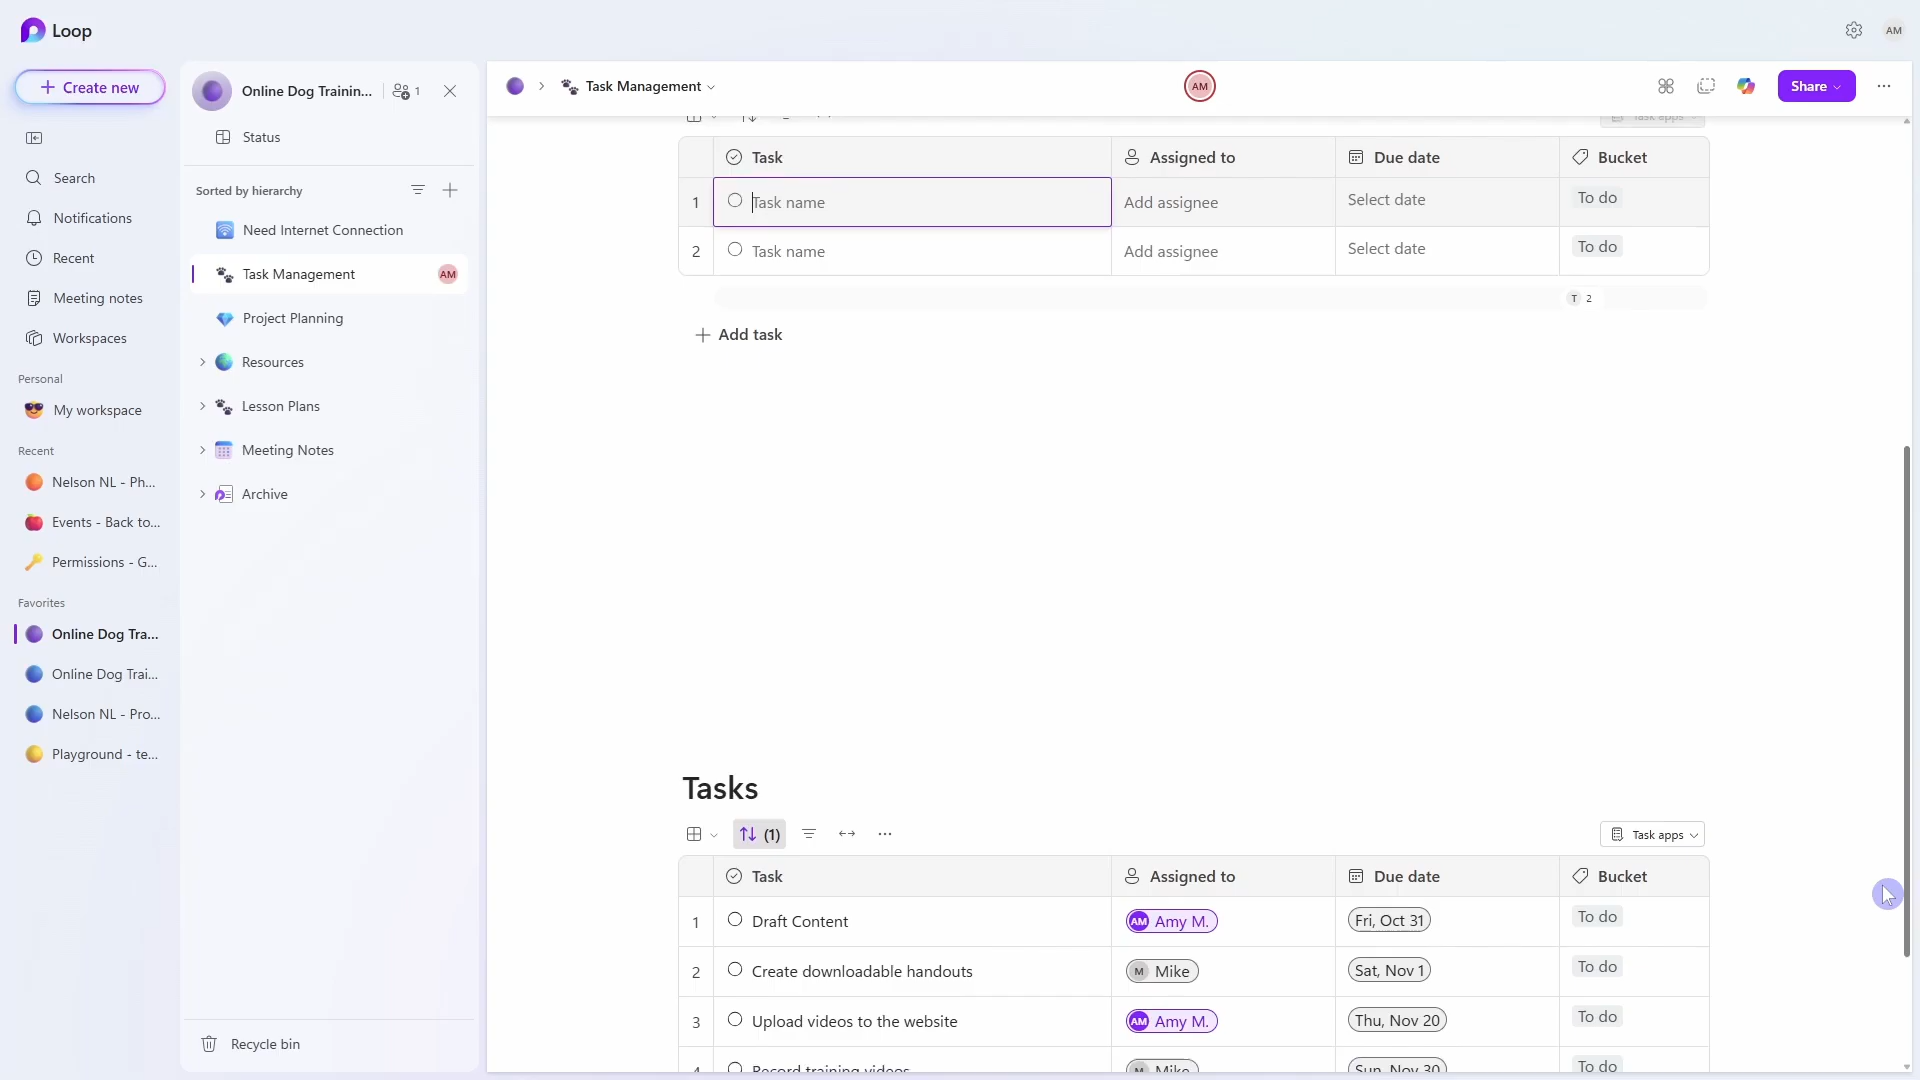 Loop
AM
Create new
Search
Notifications
Recent
Meeting notes
Workspaces
Personal
My workspace
Recent
Nelson NL - Ph...
Events - Back to...
Permissions - G...
Favorites
Online Dog Tra...
Online Dog Trai...
Nelson NL - Pro...
Playground - te...
Online Dog Trainin...
1
Status
Sorted by hierarchy
Need Internet Connection
Task Management AM
Project Planning
Resources
Lesson Plans
Meeting Notes
Archive
Recycle bin
Task Management
AM
Share
Task apps
Task Assigned to Due date Bucket
1 Task name Add assignee Select date To do
2 Task name Add assignee Select date To do
T 2
Add task
Tasks
(1)
Task apps
Task Assigned to Due date Bucket
1 Draft Content AM Amy M. Fri, Oct 31 To do
2 Create downloadable handouts M Mike Sat, Nov 1 To do
3 Upload videos to the website AM Amy M. Thu, Nov 20 To do
4 Record training videos M Mike Sun, Nov 30 To do